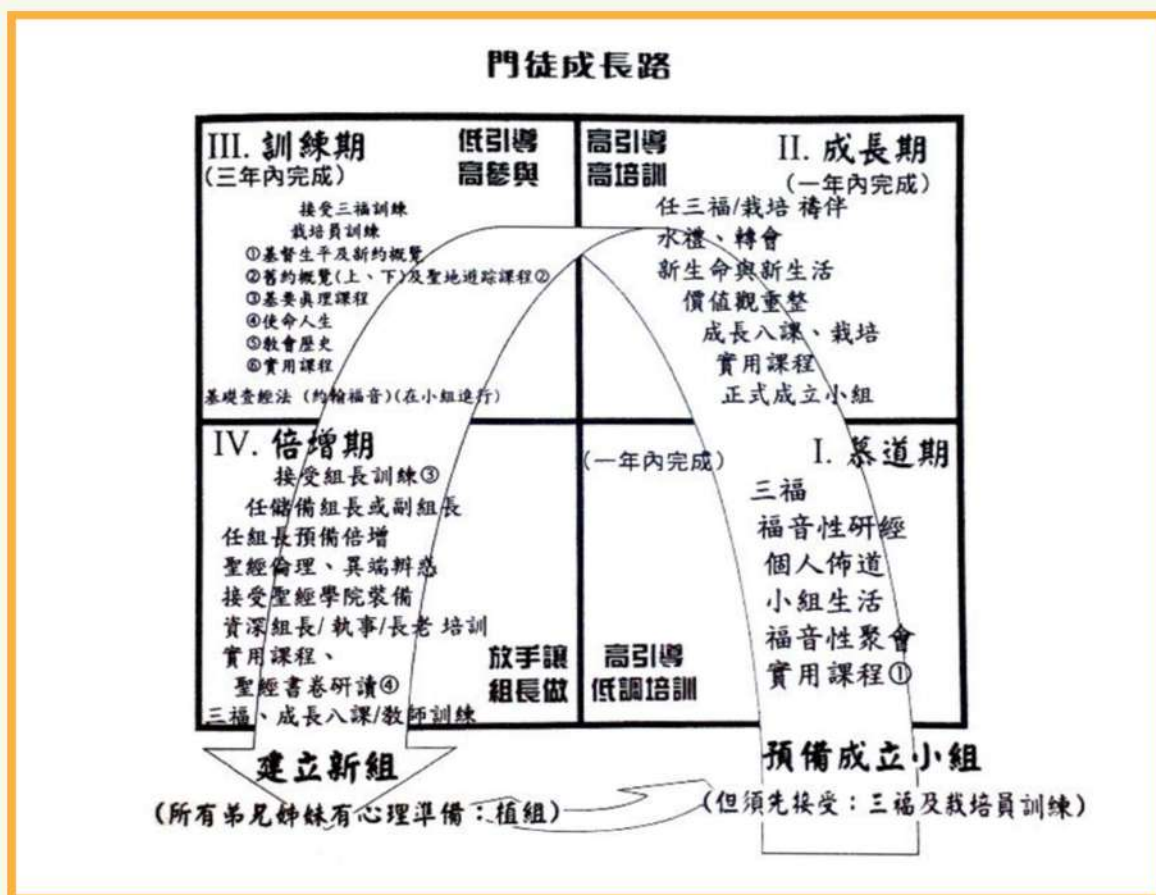 門徒成長路
III. 訓練期
(三年內完成)
低引導
高參與
接受三福訓練
栽培員訓練
①基督生平及新約概覽
②舊約概覽(上、下)及聖地遊踪課程②
③基要真理課程
④使命人生
⑤教會歷史
⑥實用課程
基礎查經法 (約翰福音)(在小組進行)
高引導
高培訓
II. 成長期
(一年內完成)
任三福/栽培 禱伴
水禮、轉會
新生命與新生活
價值觀重整
成長八課、栽培
實用課程
正式成立小組
IV. 倍增期
接受組長訓練③
任儲備組長或副組長
任組長預備倍增
聖經倫理、異端辨惑
接受聖經學院裝備
資深組長/ 執事/長老 培訓
實用課程、
聖經書卷研讀④
三福、成長八課/教師訓練
放手讓
組長做
(一年內完成)
I. 慕道期
三福
福音性研經
個人佈道
小組生活
福音性聚會
實用課程①
高引導
低調培訓
建立新組
(所有弟兄姊妹有心理準備：植組)
預備成立小組
(但須先接受：三福及栽培員訓練)